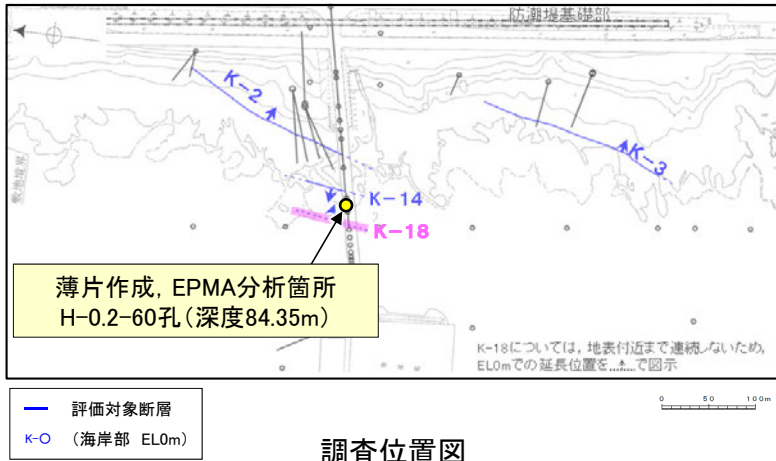 防潮堤基礎部
K-2
K-3
K-14
K-18
敷地境界
薄片作成, EPMA分析箇所
H-0.2-60孔(深度84.35m)
K-18については, 地表付近まで連続しないため,
EL0mでの延長位置を...▲...で図示
評価対象断層
K-○ (海岸部 EL0m)
0 50 100m
調査位置図